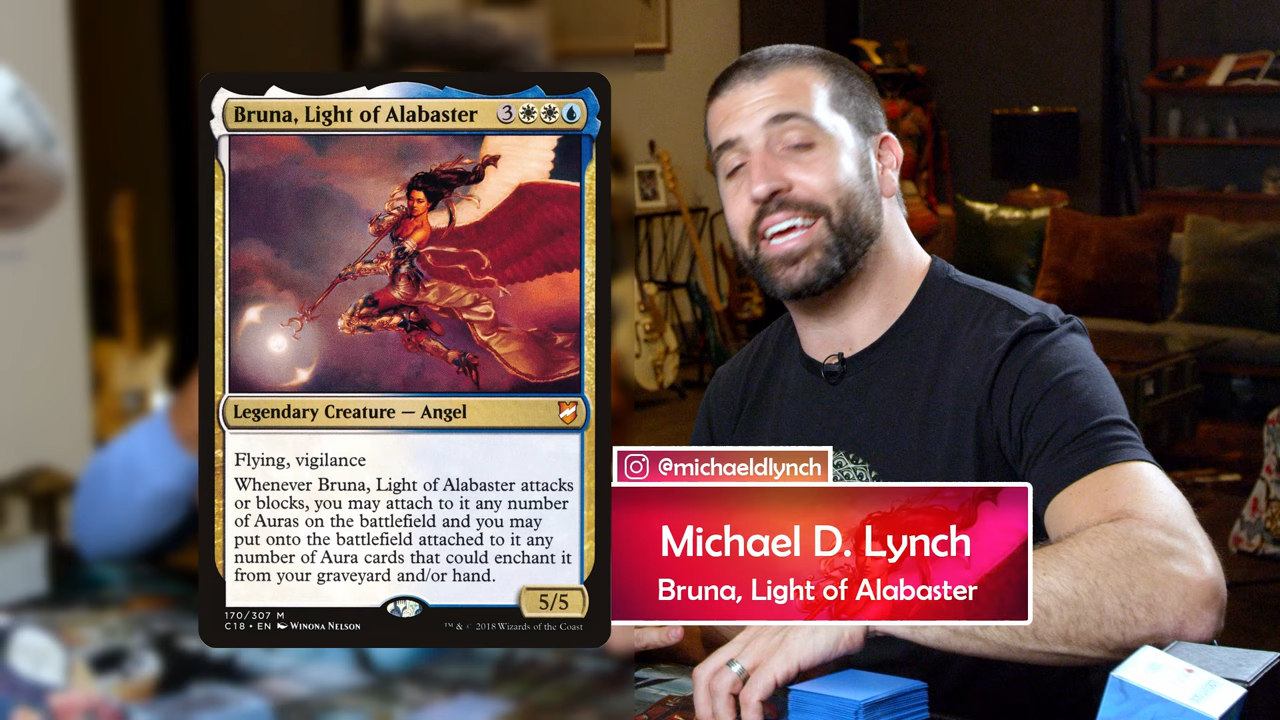 Bruna, Light of Alabaster 3
Legendary Creature — Angel
Flying, vigilance
Whenever Bruna, Light of Alabaster attacks
or blocks, you may attach to it any number
of Auras on the battlefield and you may
put onto the battlefield attached to it any
number of Aura cards that could enchant it
from your graveyard and/or hand.
5/5
170/307 M
C18 • EN Winona Nelson
™ & © 2018 Wizards of the Coast
@michaeldlynch
Michael D. Lynch
Bruna, Light of Alabaster